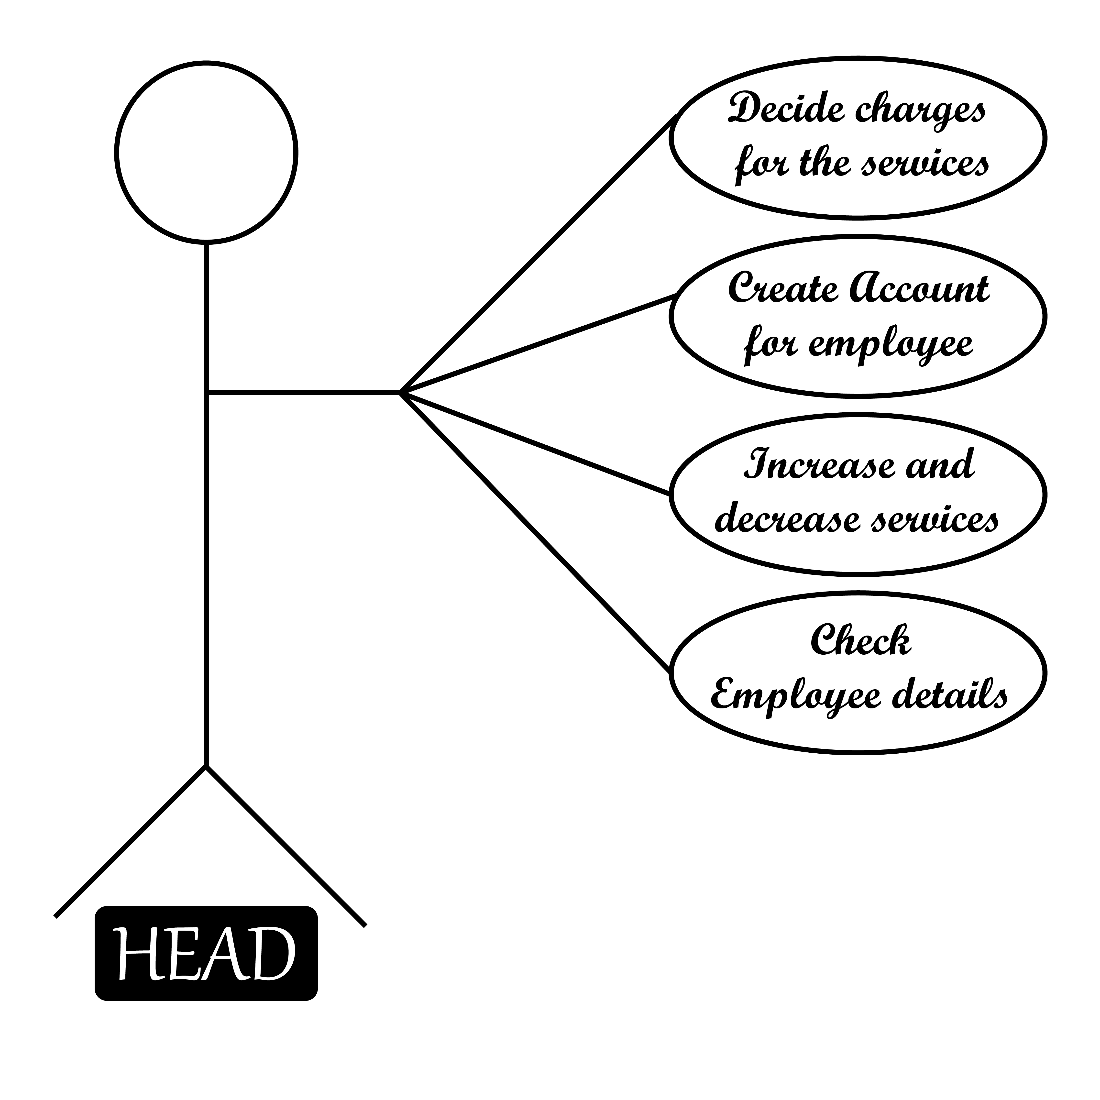 Decide charges
for the services
Create Account
for employee
Increase and
decrease services
Check
Employee details
HEAD